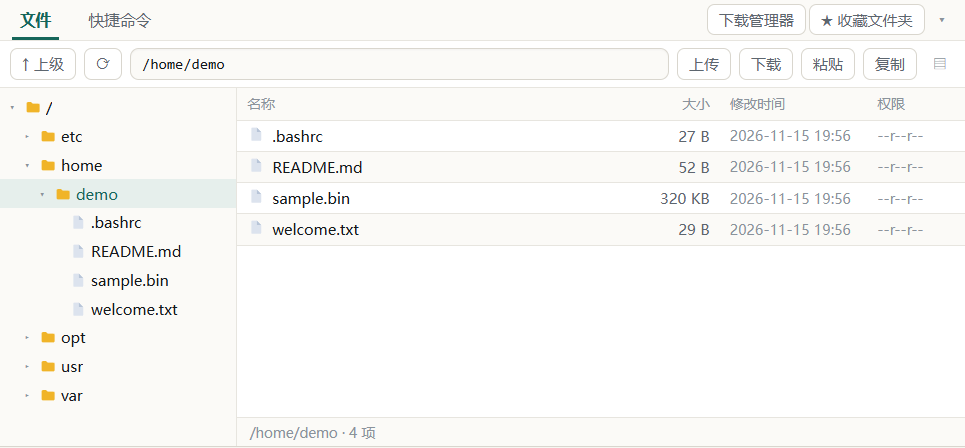 文件 快捷命令 下载管理器 ★ 收藏文件夹
↑ 上级 /home/demo 上传 下载 粘贴 复制
/
etc
home
demo
.bashrc
README.md
sample.bin
welcome.txt
opt
usr
var
名称 大小 修改时间 权限
.bashrc 27 B 2026-11-15 19:56 --r--r--
README.md 52 B 2026-11-15 19:56 --r--r--
sample.bin 320 KB 2026-11-15 19:56 --r--r--
welcome.txt 29 B 2026-11-15 19:56 --r--r--
/home/demo · 4 项